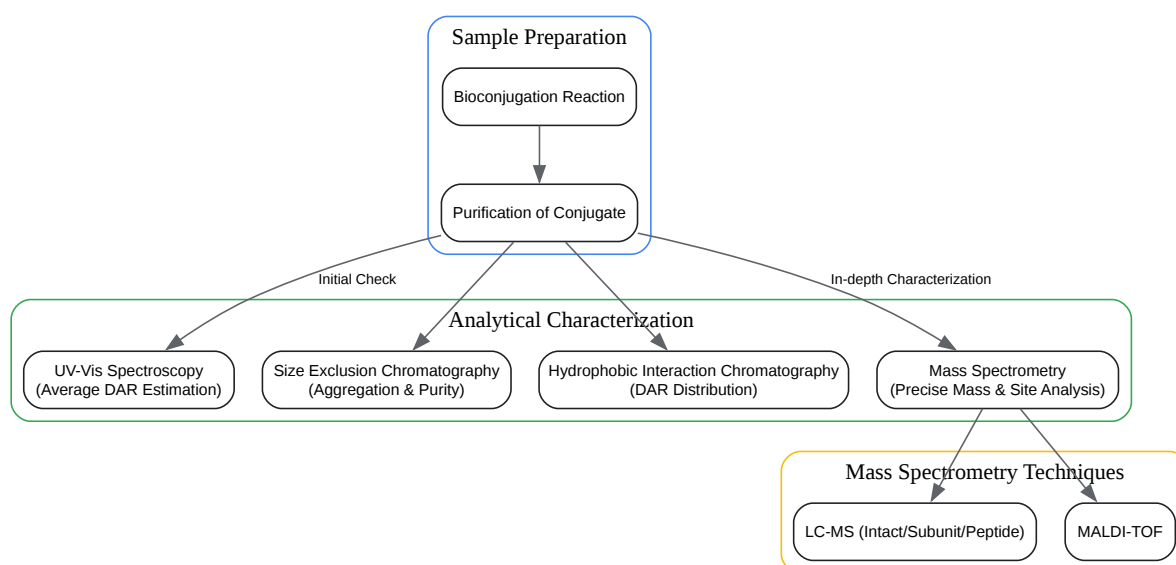 Sample Preparation
Bioconjugation Reaction
Purification of Conjugate
Initial Check
In-depth Characterization
Analytical Characterization
UV-Vis Spectroscopy
(Average DAR Estimation)
Size Exclusion Chromatography
(Aggregation & Purity)
Hydrophobic Interaction Chromatography
(DAR Distribution)
Mass Spectrometry
(Precise Mass & Site Analysis)
Mass Spectrometry Techniques
LC-MS (Intact/Subunit/Peptide)
MALDI-TOF